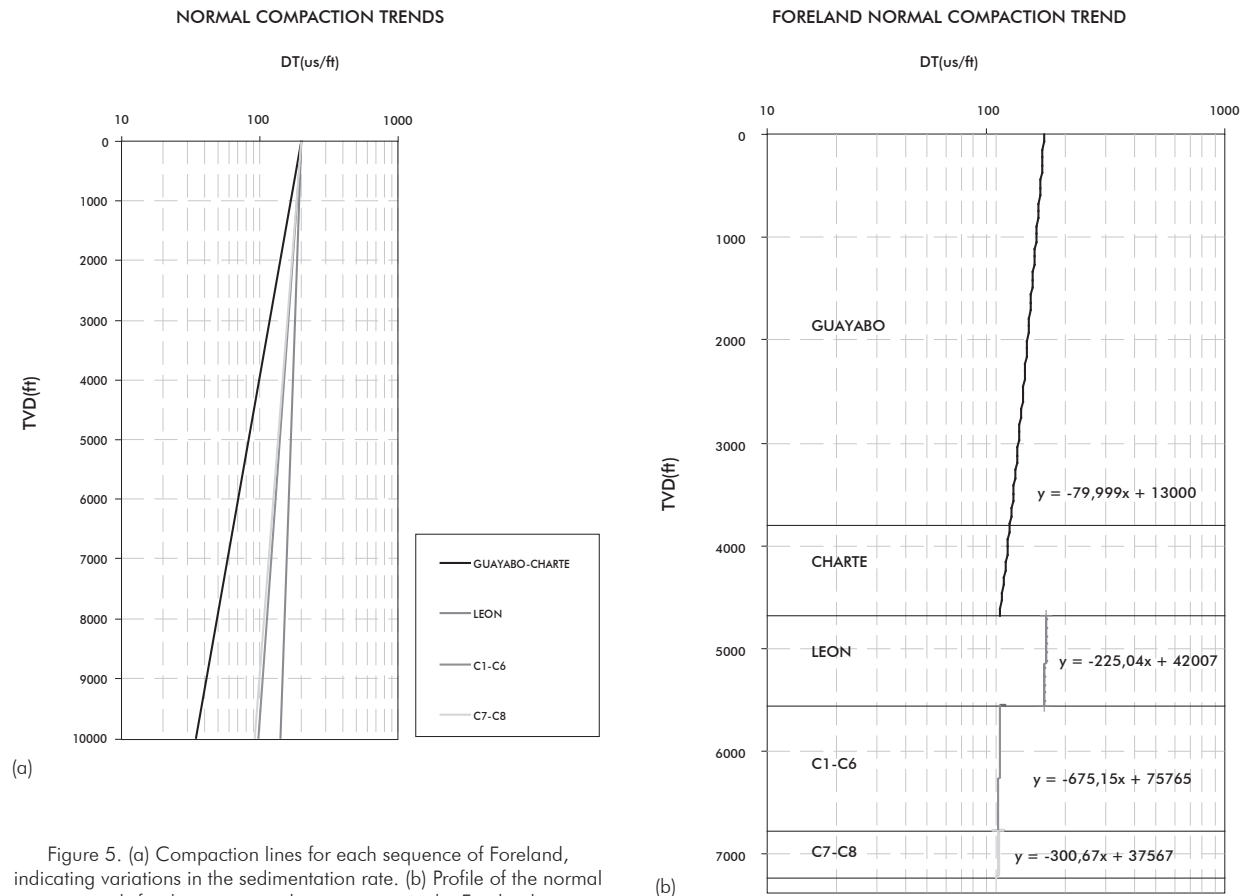 NORMAL COMPACTION TRENDS
DT(us/ft)
10 100 1000
0
1000
2000
3000
4000
5000
6000
7000
8000
9000
10000
TVD(ft)
GUAYABO-CHARTE
LEON
C1-C6
C7-C8
(a)
Figure 5. (a) Compaction lines for each sequence of Foreland,
indicating variations in the sedimentation rate. (b) Profile of the normal
FORELAND NORMAL COMPACTION TREND
DT(us/ft)
10 100 1000
0
1000
2000
3000
4000
5000
6000
7000
TVD(ft)
GUAYABO
y = -79,999x + 13000
CHARTE
LEON
y = -225,04x + 42007
C1-C6
y = -675,15x + 75765
C7-C8
y = -300,67x + 37567
(b)